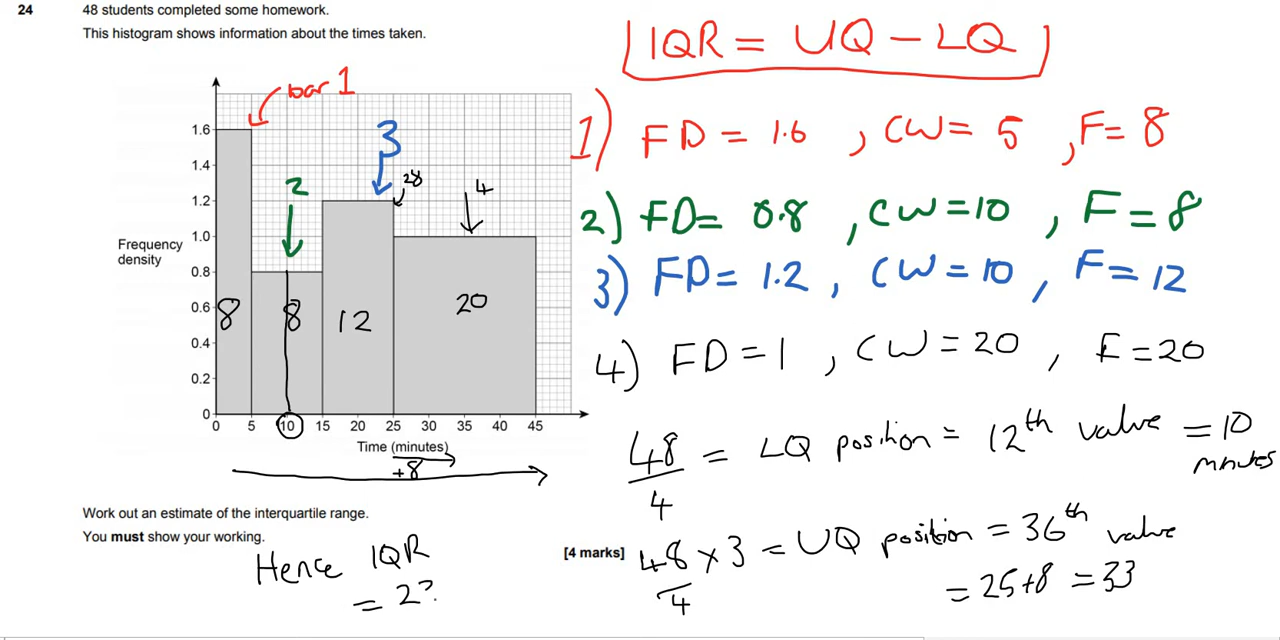 24
48 students completed some homework.
This histogram shows information about the times taken.
IQR = UQ - LQ
bar 1
1) FD = 1.6 , CW = 5 , F = 8
2) FD = 0.8 , CW = 10 , F = 8
3) FD = 1.2 , CW = 10 , F = 12
4) FD = 1 , CW = 20 , F = 20
2
3
28
4
Frequency
density
1.6
1.4
1.2
1.0
0.8
0.6
0.4
0.2
0
8
8
12
20
0 5 10 15 20 25 30 35 40 45
Time (minutes)
+8
48/4 = LQ position = 12th value = 10 minutes
Work out an estimate of the interquartile range.
You must show your working.
[4 marks]
48/4 × 3 = UQ position = 36th value
= 25+8 = 33
Hence IQR
= 23